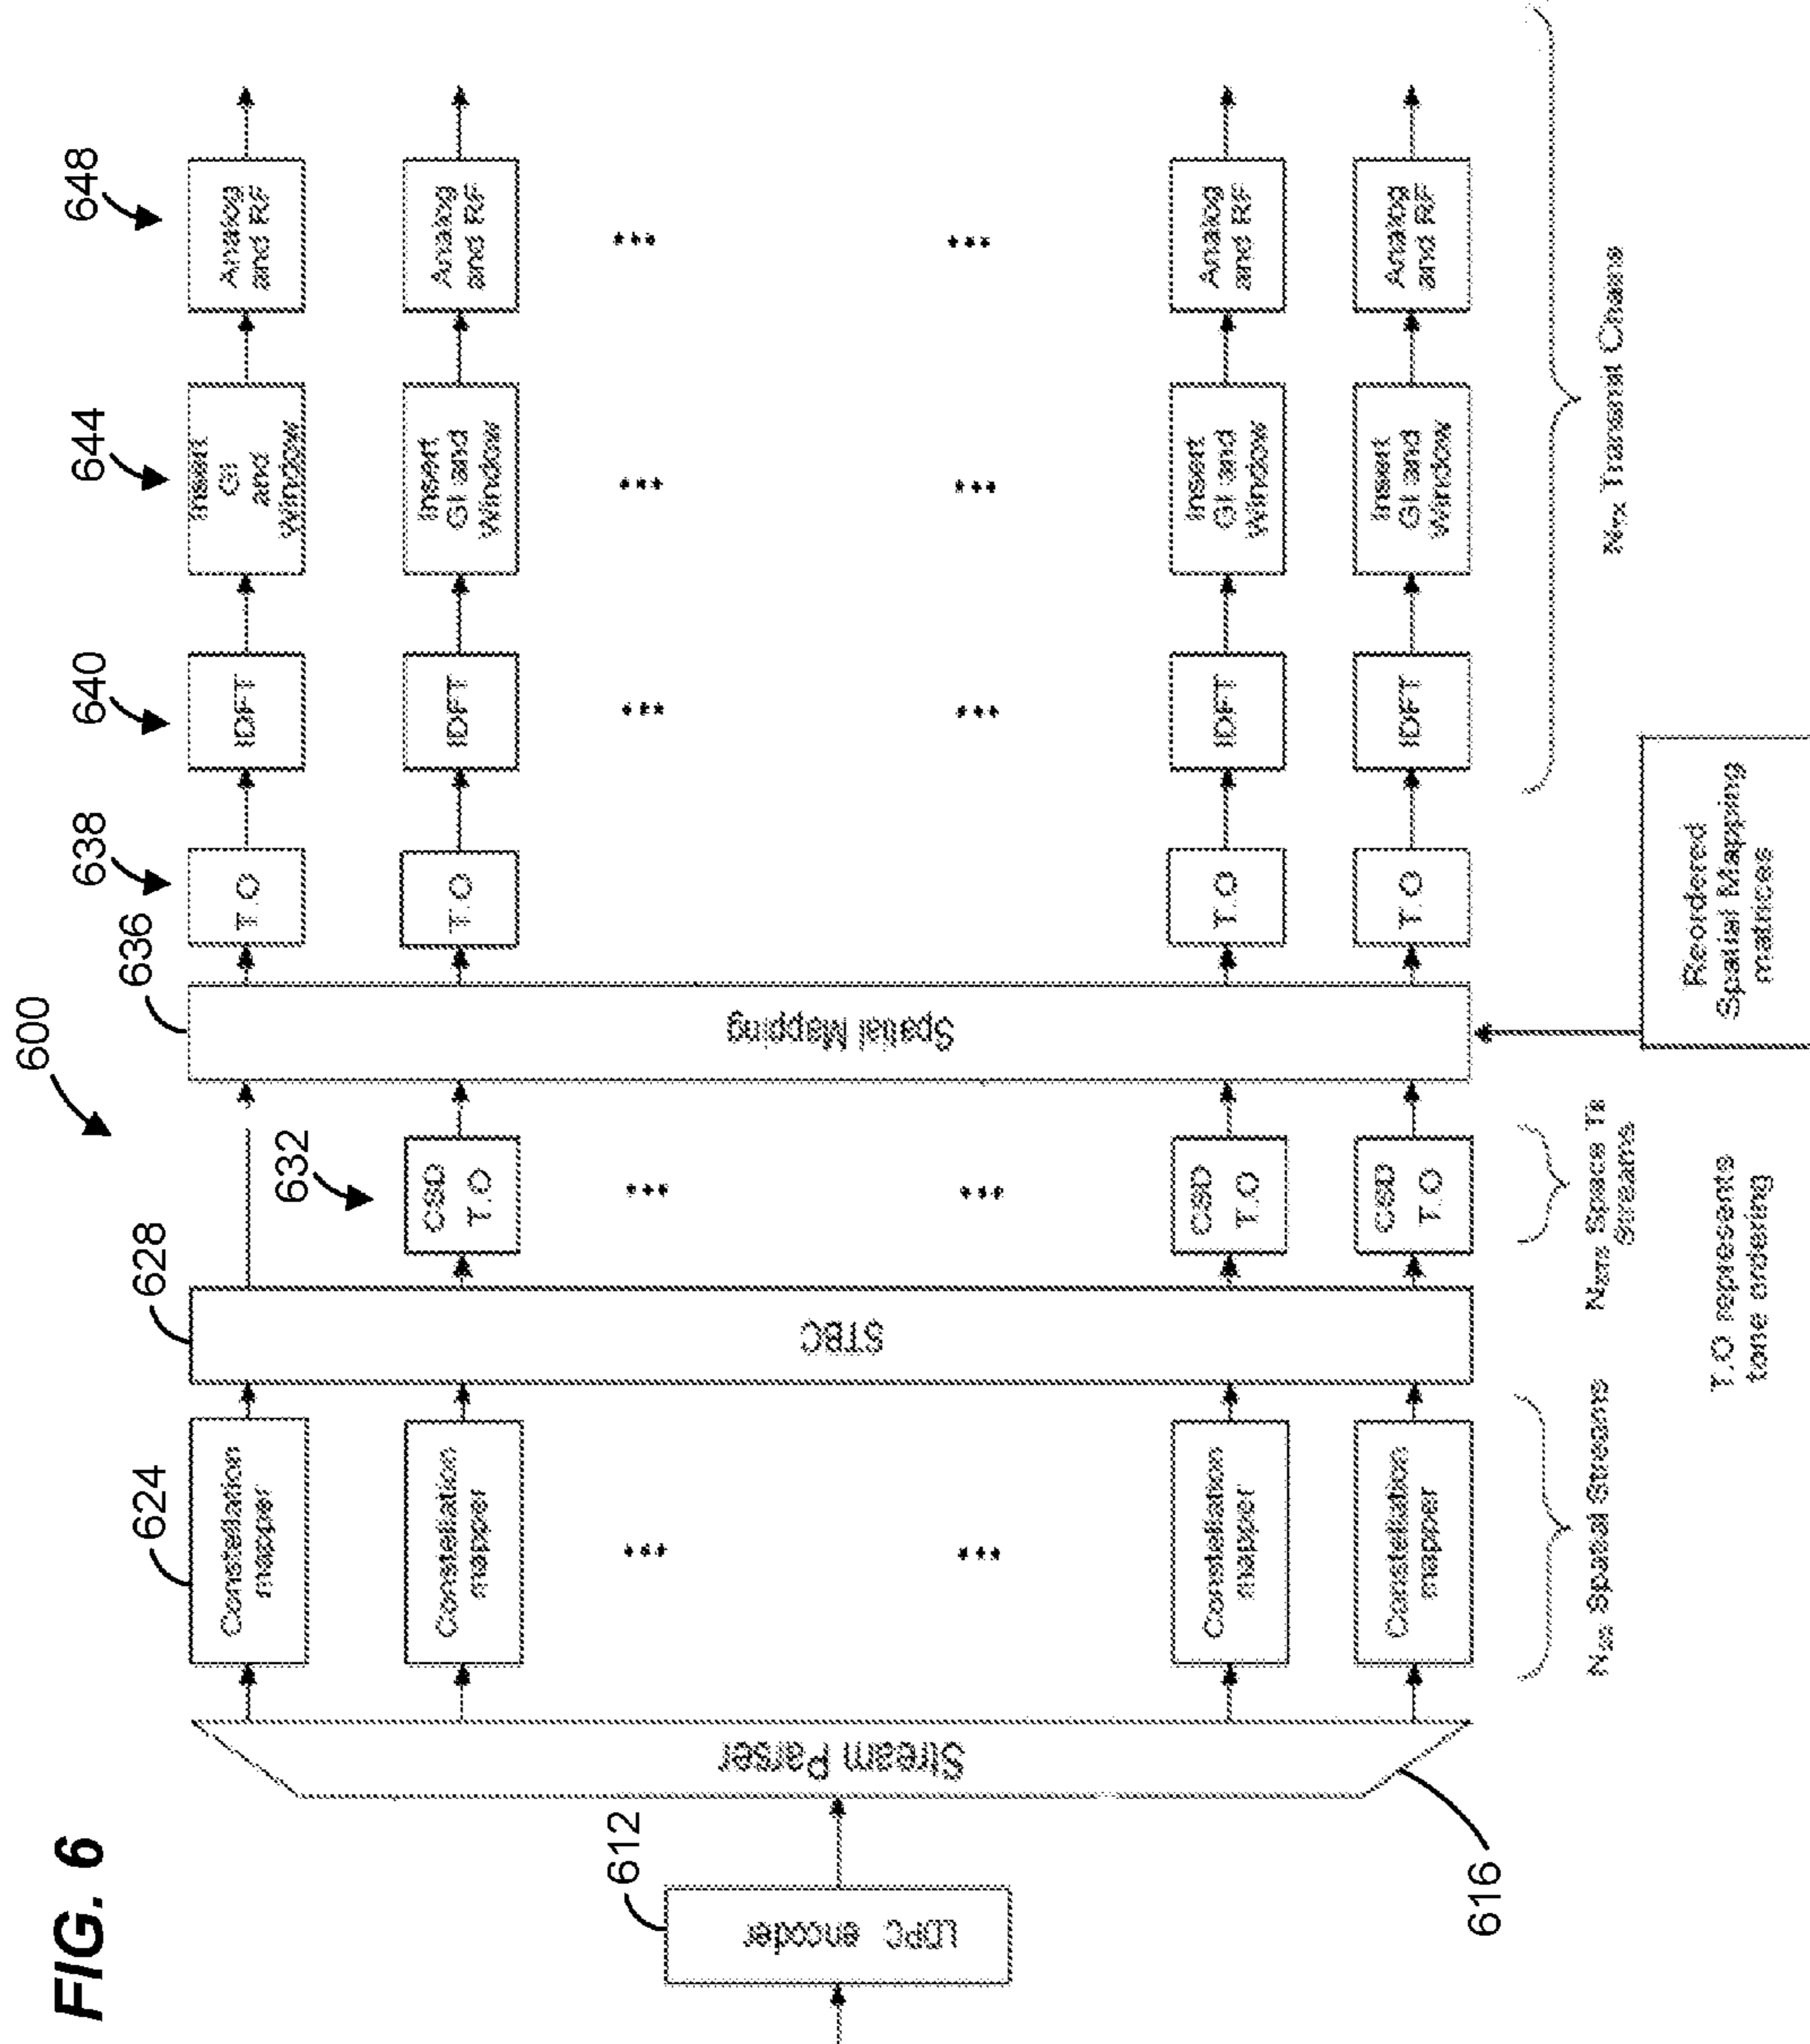 FIG. 6
600
612
LDPC encoder
616
Stream Parser
624
Constellation
mapper
Constellation
mapper
...
...
Constellation
mapper
Constellation
mapper
N_SS Spatial Streams
628
STBC
632
CSD
T.O
...
...
CSD
T.O
CSD
T.O
N_STS Space
Streams
T.O represents
tone ordering
636
Spatial Mapping
Reordered
Spatial Mapping
matrices
638
T.O
T.O
T.O
T.O
640
IDFT
IDFT
...
...
IDFT
IDFT
644
Insert
GI
and
Window
Insert
GI and
Window
...
...
Insert
GI and
Window
Insert
GI and
Window
648
Analog
and RF
Analog
and RF
...
...
Analog
and RF
Analog
and RF
N_TX Transmit Chains